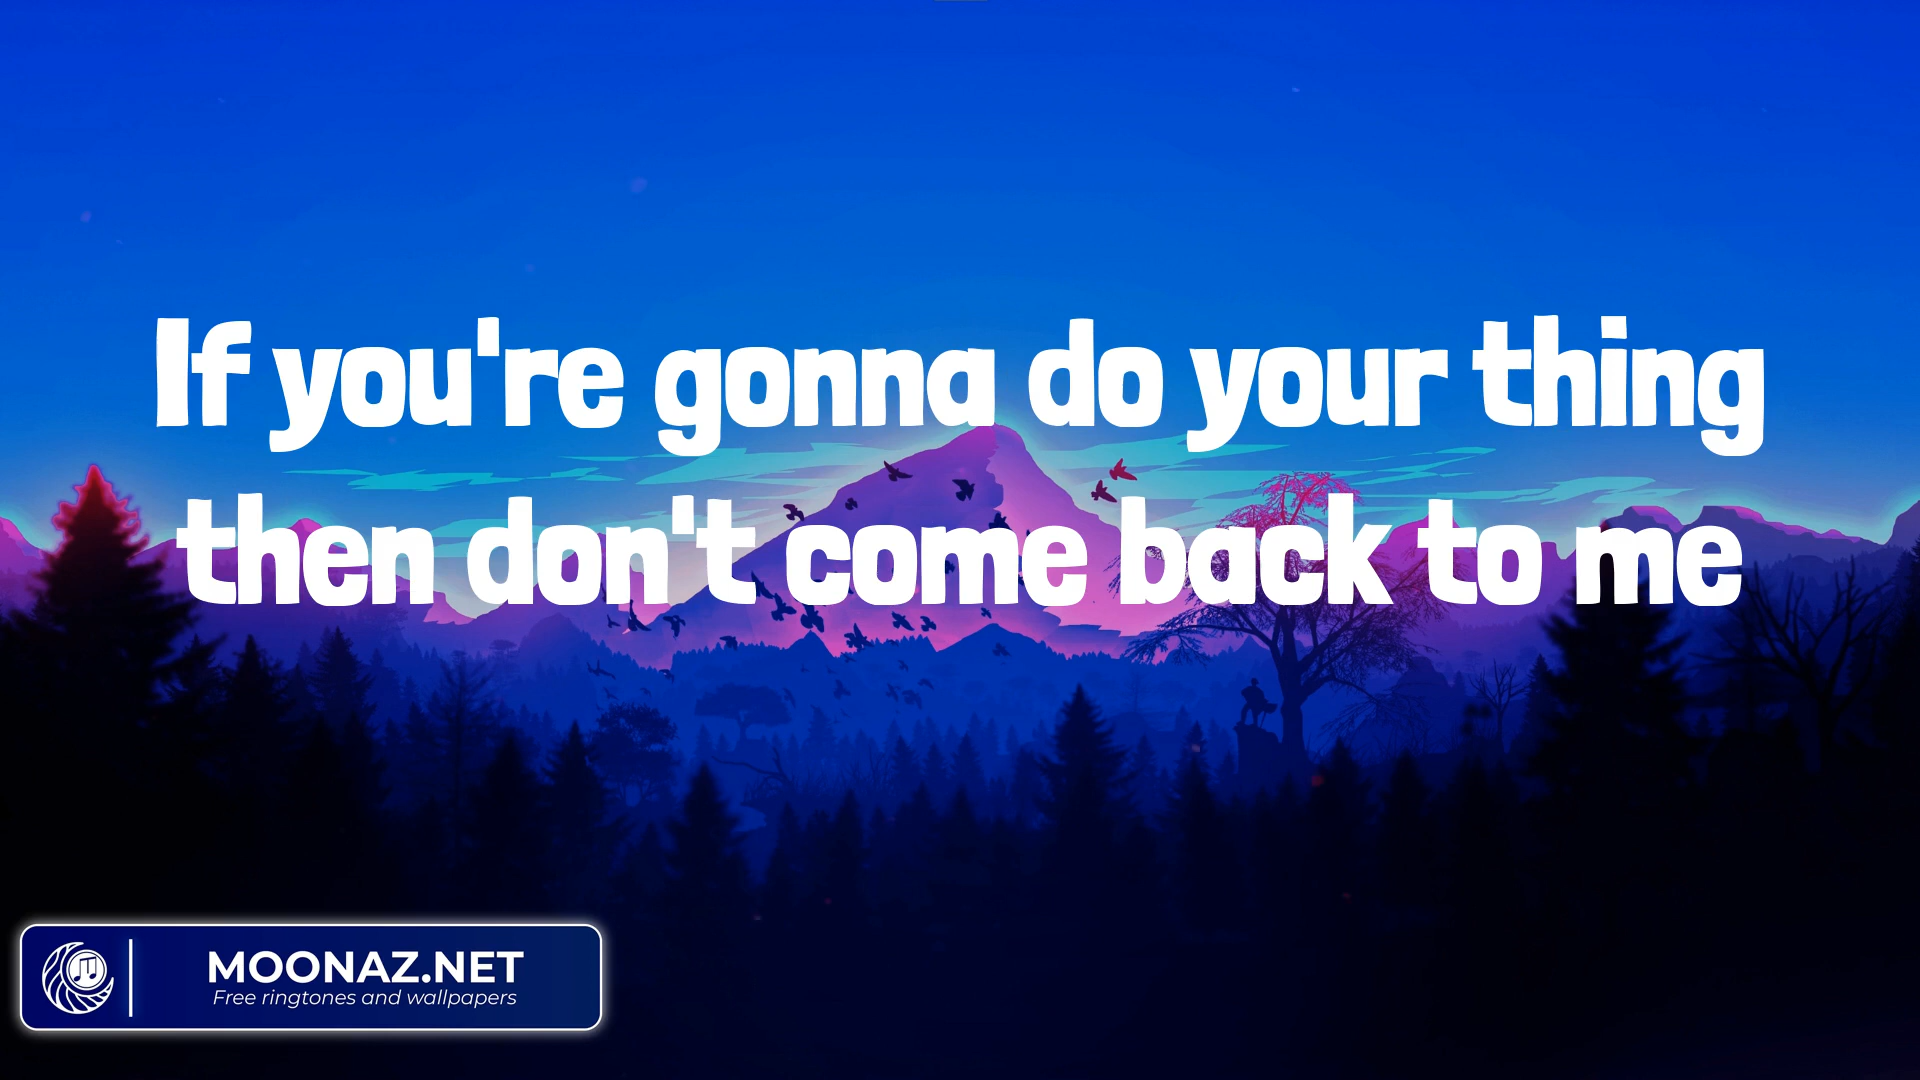 If you're gonna do your thing
then don't come back to me
MOONAZ.NET
Free ringtones and wallpapers